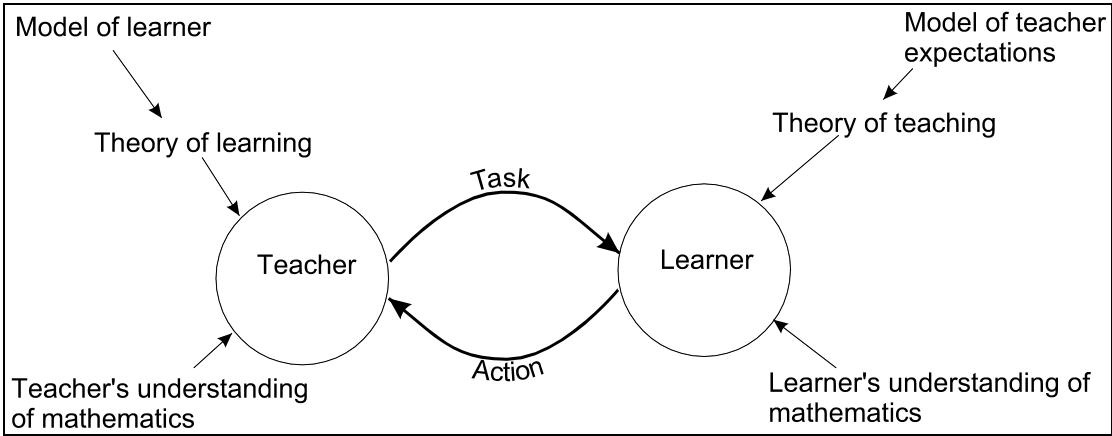 Model of learner
Model of teacher
expectations
Theory of learning
Theory of teaching
Task
Teacher
Learner
Action
Teacher's understanding
of mathematics
Learner's understanding of
mathematics